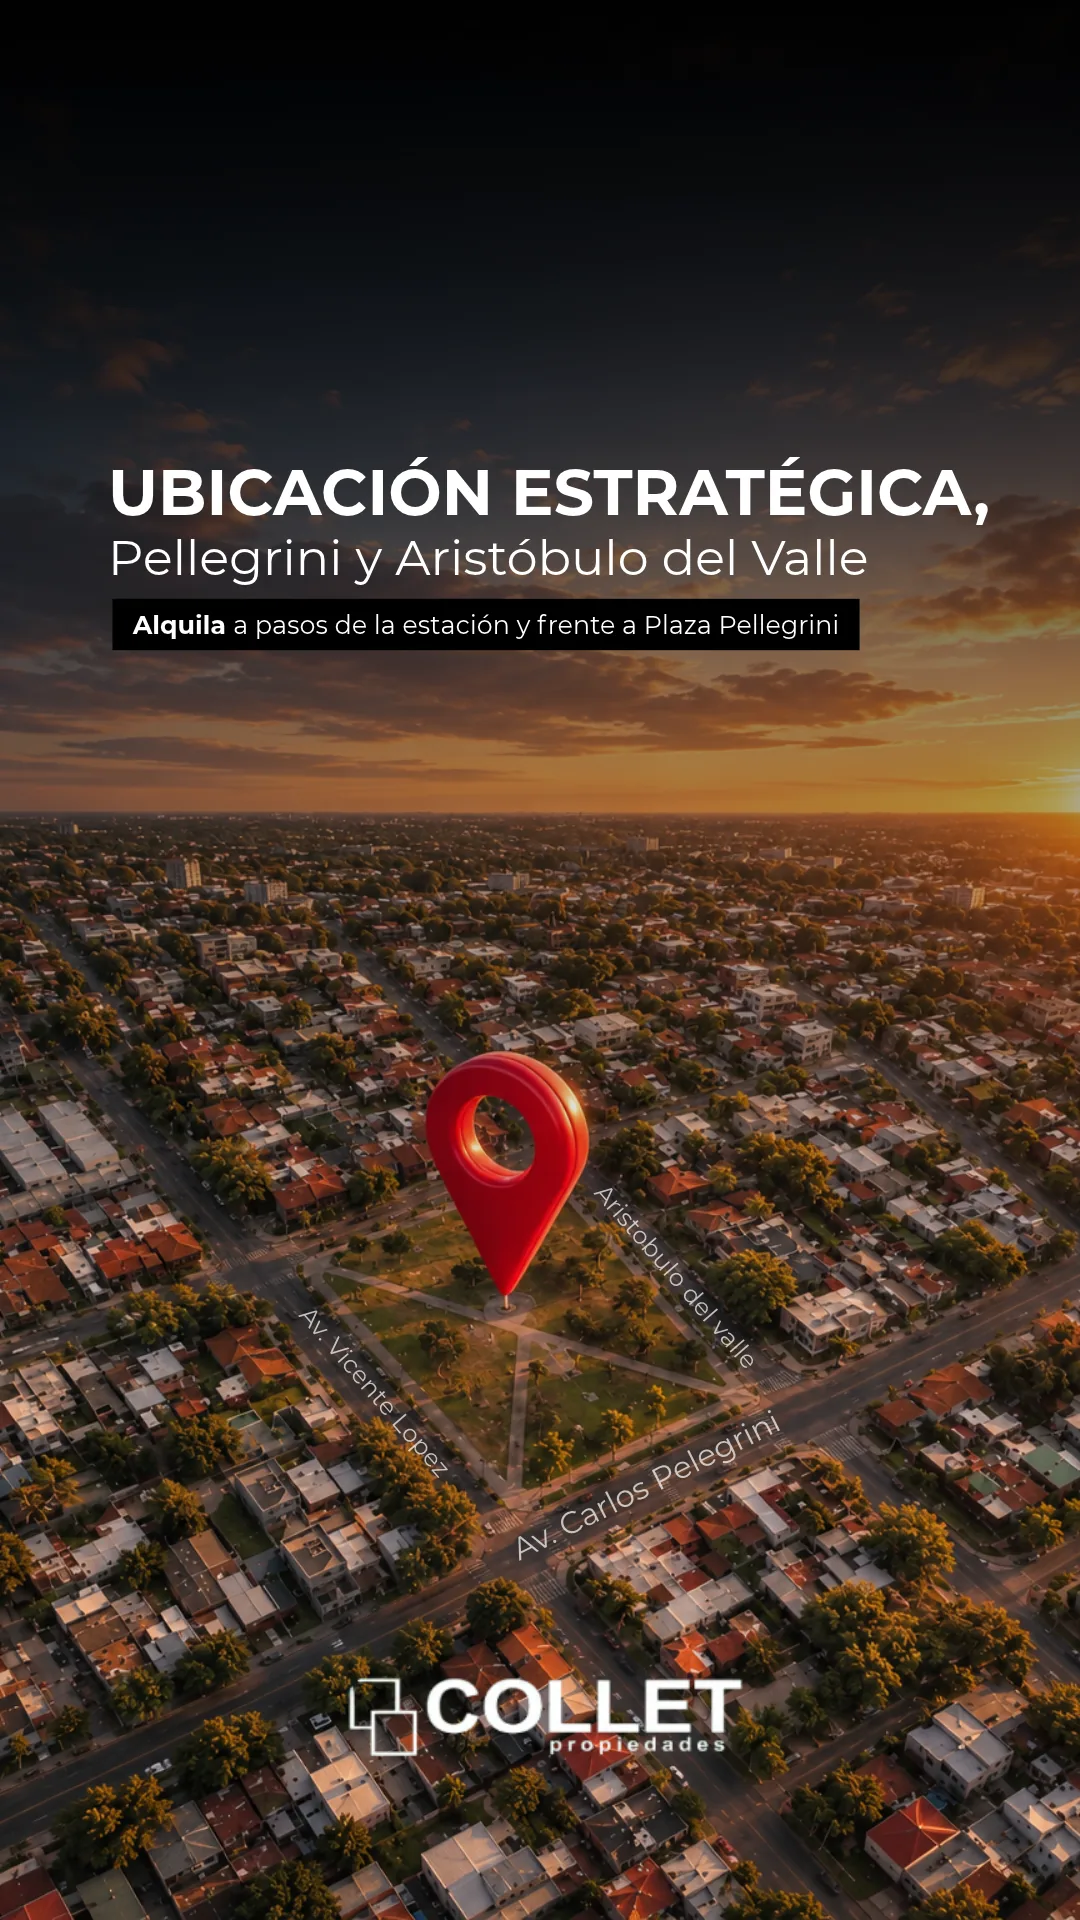 UBICACIÓN ESTRATÉGICA,
Pellegrini y Aristóbulo del Valle
Alquila a pasos de la estación y frente a Plaza Pellegrini
Aristobulo del valle
Av. Vicente Lopez
Av. Carlos Pelegrini
COLLET
propiedades